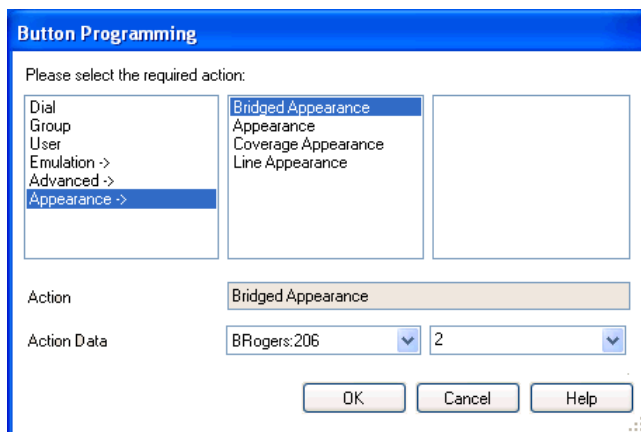 Button Programming
Please select the required action:
Dial
Group
User
Emulation ->
Advanced ->
Appearance ->
Bridged Appearance
Appearance
Coverage Appearance
Line Appearance
Action
Bridged Appearance
Action Data
BRogers:206
2
OK
Cancel
Help